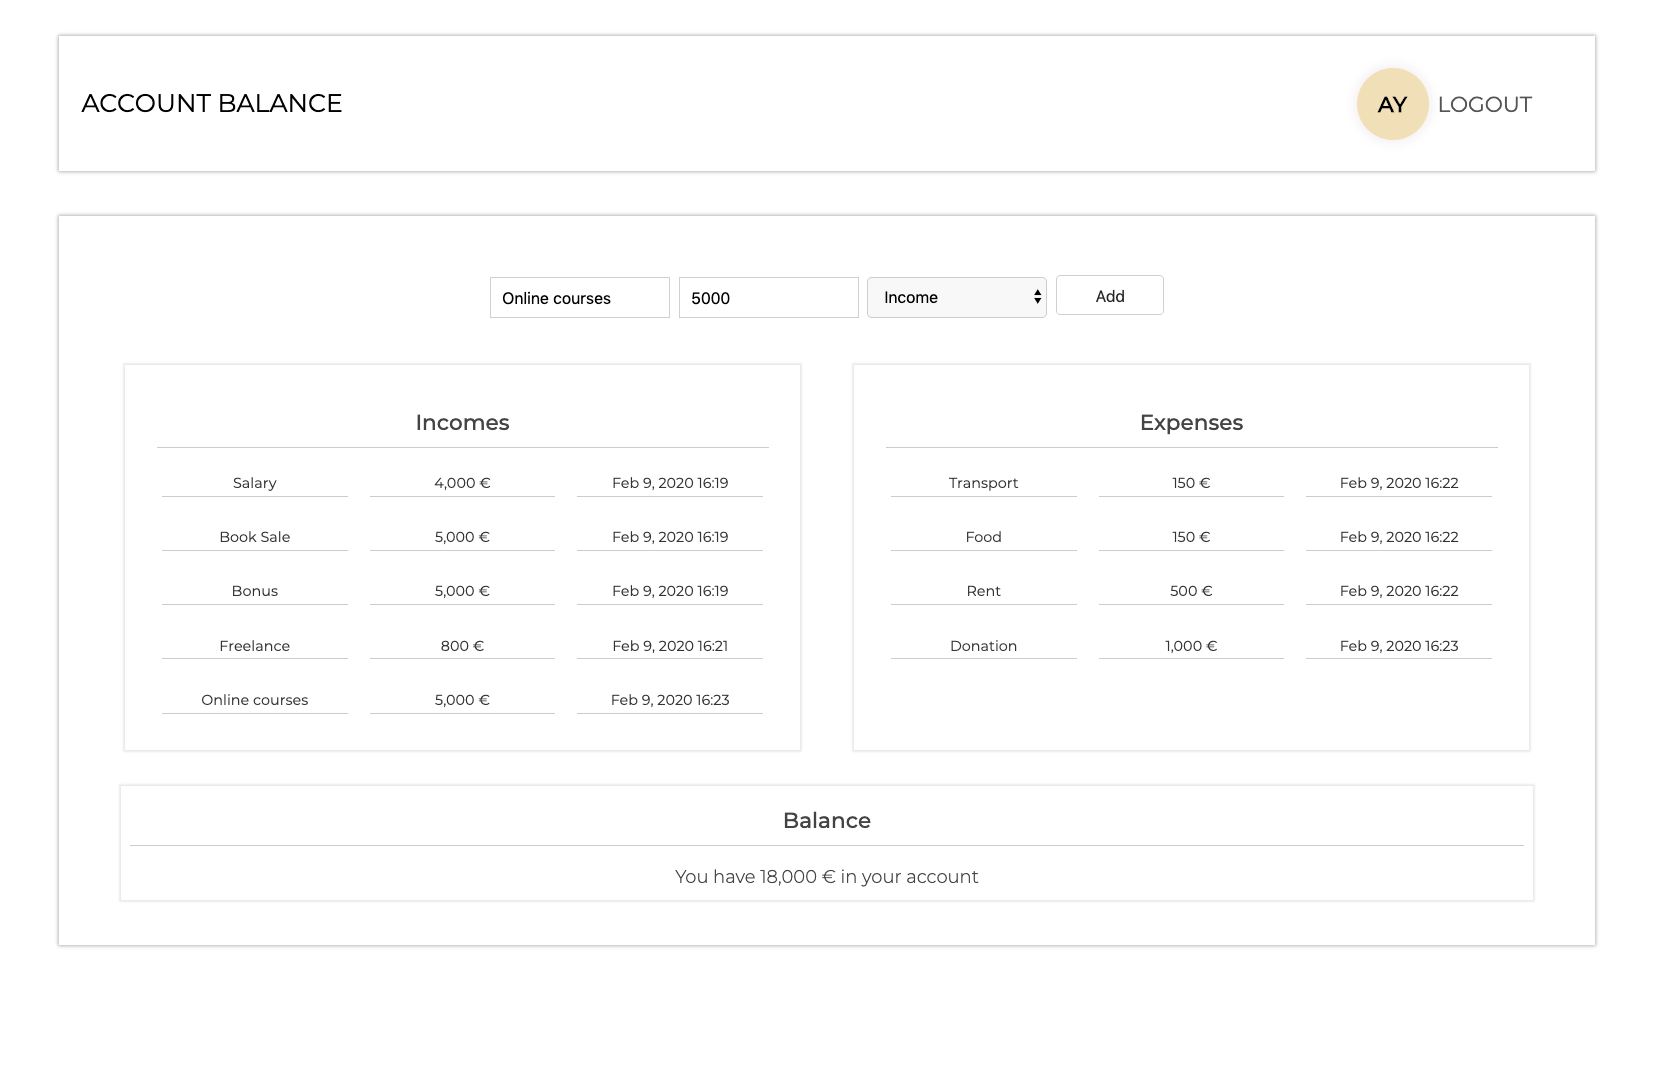 ACCOUNT BALANCE
AY LOGOUT
Online courses 5000 Income Add
Incomes
Salary 4,000 € Feb 9, 2020 16:19
Book Sale 5,000 € Feb 9, 2020 16:19
Bonus 5,000 € Feb 9, 2020 16:19
Freelance 800 € Feb 9, 2020 16:21
Online courses 5,000 € Feb 9, 2020 16:23
Expenses
Transport 150 € Feb 9, 2020 16:22
Food 150 € Feb 9, 2020 16:22
Rent 500 € Feb 9, 2020 16:22
Donation 1,000 € Feb 9, 2020 16:23
Balance
You have 18,000 € in your account